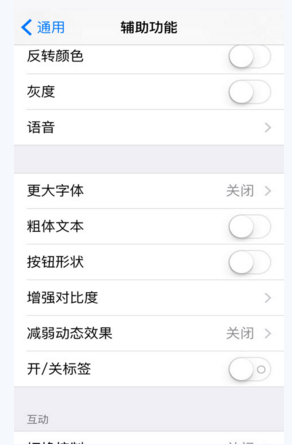 通用 辅助功能
反转颜色
灰度
语音
更大字体 关闭
粗体文本
按钮形状
增强对比度
减弱动态效果 关闭
开/关标签
互动